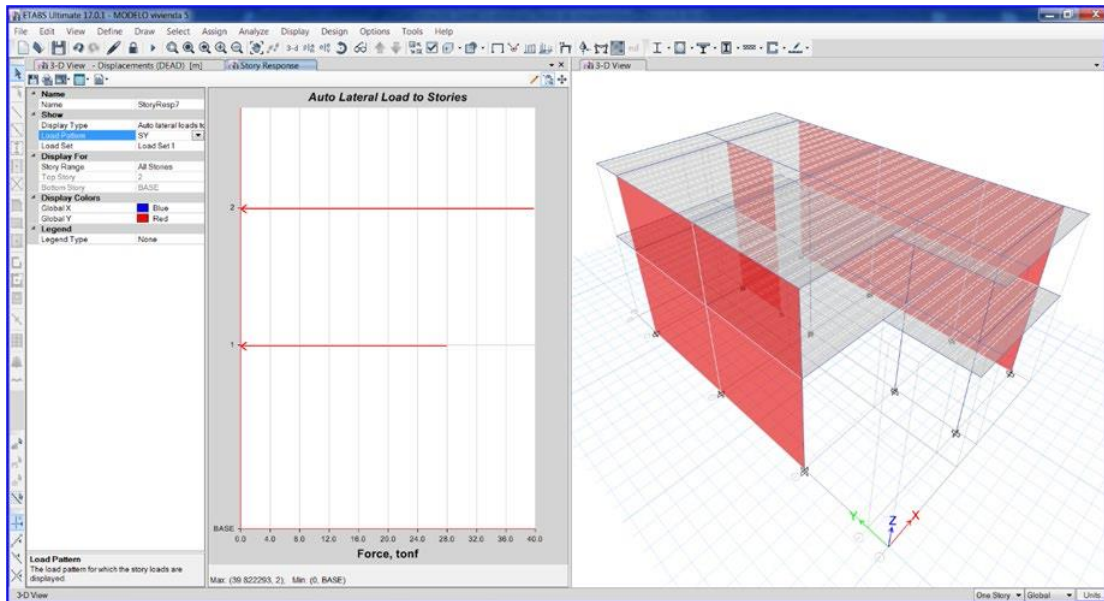 ETABS Ultimate 17.0.1 - MODELO vivienda 5
File Edit View Define Draw Select Assign Analyze Display Design Options Tools Help
3-D View - Displacements (DEAD) [m]
Story Response
3-D View
Name
Name StoryResp7
Show
Display Type Auto lateral loads to
Load Pattern SY
Load Set Load Set 1
Display For
Story Range All Stories
Top Story 2
Bottom Story BASE
Display Colors
Global X Blue
Global Y Red
Legend
Legend Type None
Load Pattern
The load pattern for which the story loads are
displayed.
Auto Lateral Load to Stories
2
1
BASE
0.0 4.0 8.0 12.0 16.0 20.0 24.0 28.0 32.0 36.0 40.0
Force, tonf
Max: (39.822293, 2); Min: (0, BASE)
Y Z X
3-D View
One Story Global Units